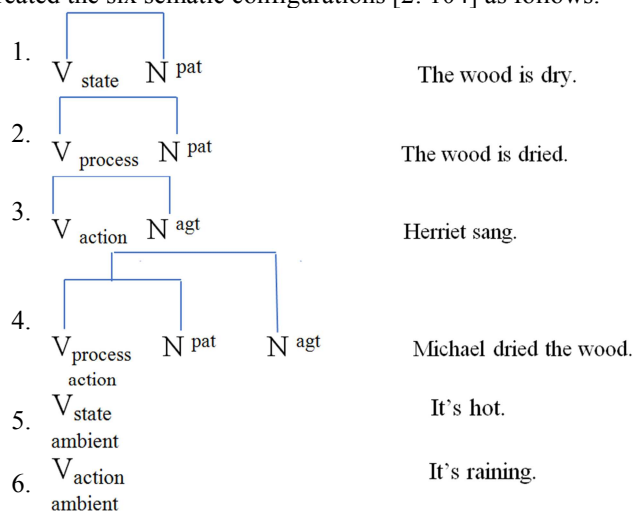 reated the six sematic configurations [2: 104] as follows:
1. V state N pat The wood is dry.
2. V process N pat The wood is dried.
3. V action N agt Herriet sang.
4. V process N pat N agt Michael dried the wood.
action
5. V state It's hot.
ambient
6. V action It's raining.
ambient